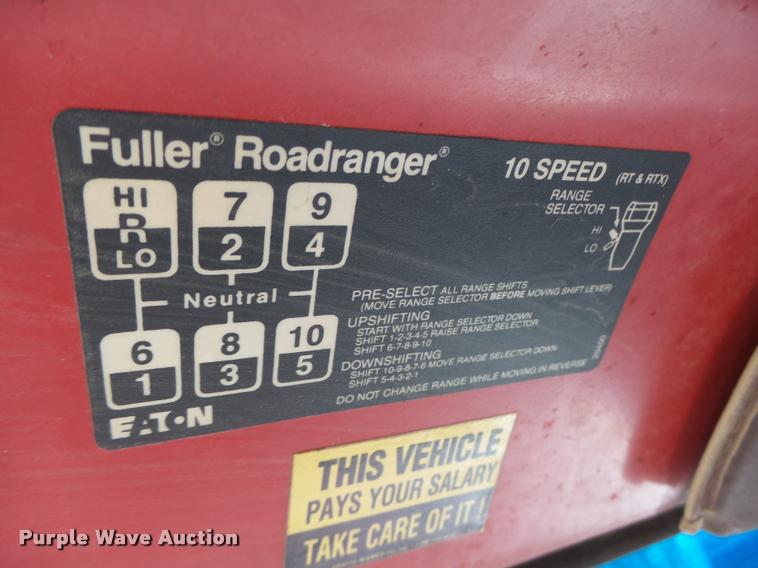 Fuller® Roadranger®
10 SPEED (RT & RTX)
HI 7 9
R
LO 2 4
Neutral
6 8 10
1 3 5
EATON
RANGE
SELECTOR
HI
LO
PRE-SELECT ALL RANGE SHIFTS
(MOVE RANGE SELECTOR BEFORE MOVING SHIFT LEVER)
UPSHIFTING
START WITH RANGE SELECTOR DOWN
SHIFT 1-2-3-4-5 RAISE RANGE SELECTOR
SHIFT 6-7-8-9-10
DOWNSHIFTING
SHIFT 10-9-8-7-6 MOVE RANGE SELECTOR DOWN
SHIFT 5-4-3-2-1
DO NOT CHANGE RANGE WHILE MOVING IN REVERSE
20400
THIS VEHICLE
PAYS YOUR SALARY
TAKE CARE OF IT!
Purple Wave Auction